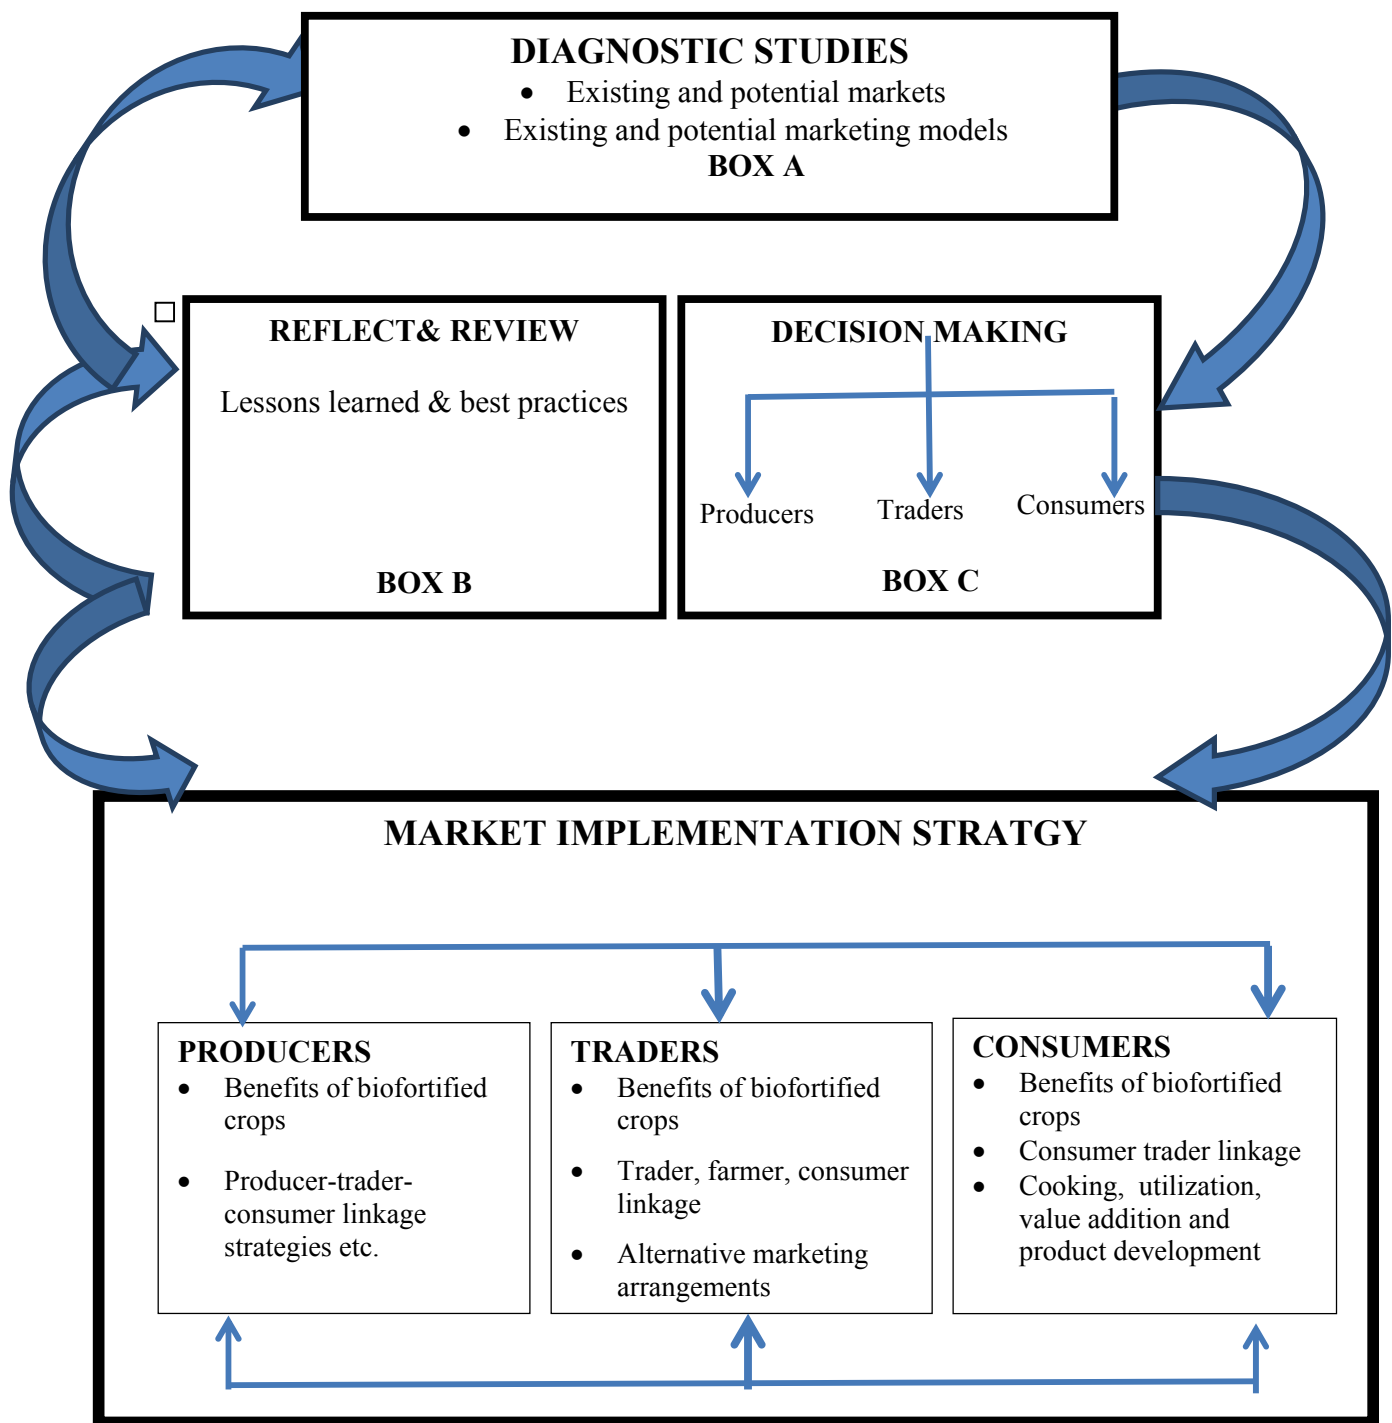 DIAGNOSTIC STUDIES
• Existing and potential markets
• Existing and potential marketing models
BOX A
REFLECT& REVIEW
Lessons learned & best practices
BOX B
DECISION MAKING
Producers
Traders
Consumers
BOX C
MARKET IMPLEMENTATION STRATGY
PRODUCERS
• Benefits of biofortified
crops
• Producer-trader-
consumer linkage
strategies etc.
TRADERS
• Benefits of biofortified
crops
• Trader, farmer, consumer
linkage
• Alternative marketing
arrangements
CONSUMERS
• Benefits of biofortified
crops
• Consumer trader linkage
• Cooking, utilization,
value addition and
product development